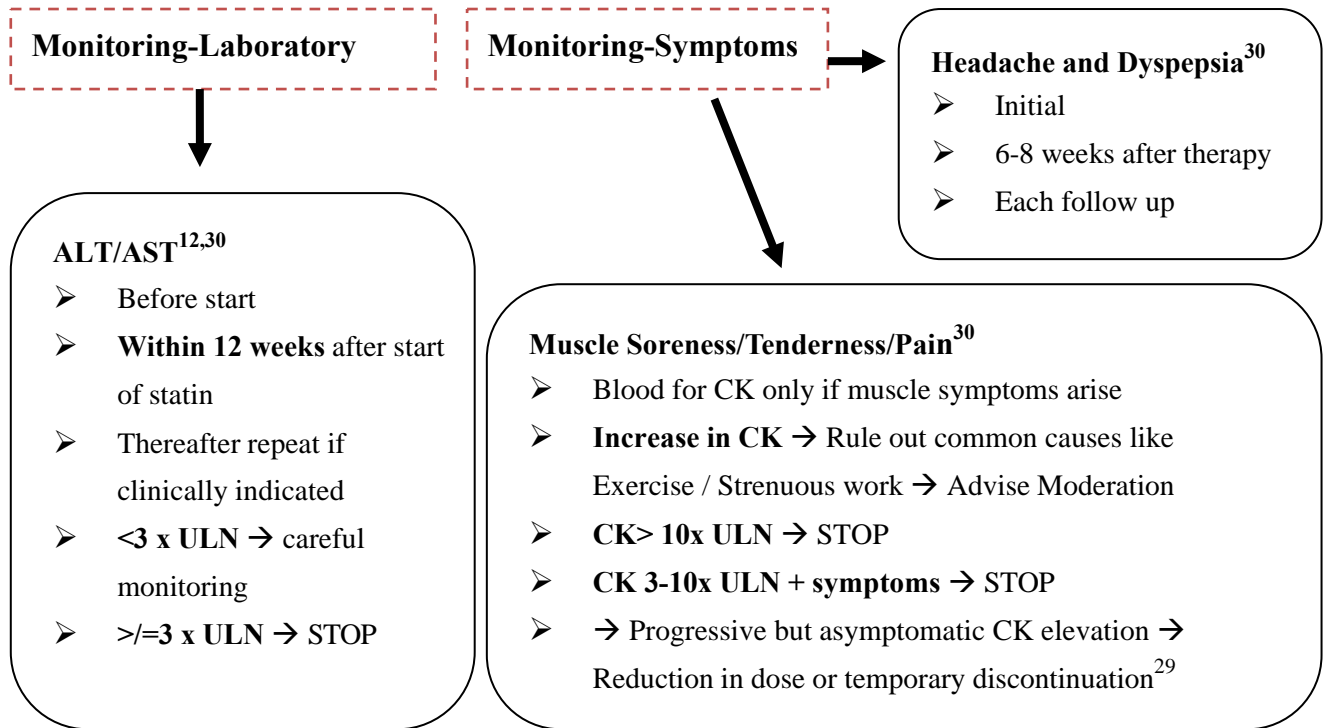 Monitoring-Laboratory
Monitoring-Symptoms
Headache and Dyspepsia³⁰
➢ Initial
➢ 6-8 weeks after therapy
➢ Each follow up
ALT/AST¹²,³⁰
➢ Before start
➢ Within 12 weeks after start
of statin
➢ Thereafter repeat if
clinically indicated
➢ <3 x ULN → careful
monitoring
➢ >/=3 x ULN → STOP
Muscle Soreness/Tenderness/Pain³⁰
➢ Blood for CK only if muscle symptoms arise
➢ Increase in CK → Rule out common causes like
Exercise / Strenuous work → Advise Moderation
➢ CK> 10x ULN → STOP
➢ CK 3-10x ULN + symptoms → STOP
➢ → Progressive but asymptomatic CK elevation →
Reduction in dose or temporary discontinuation²⁹